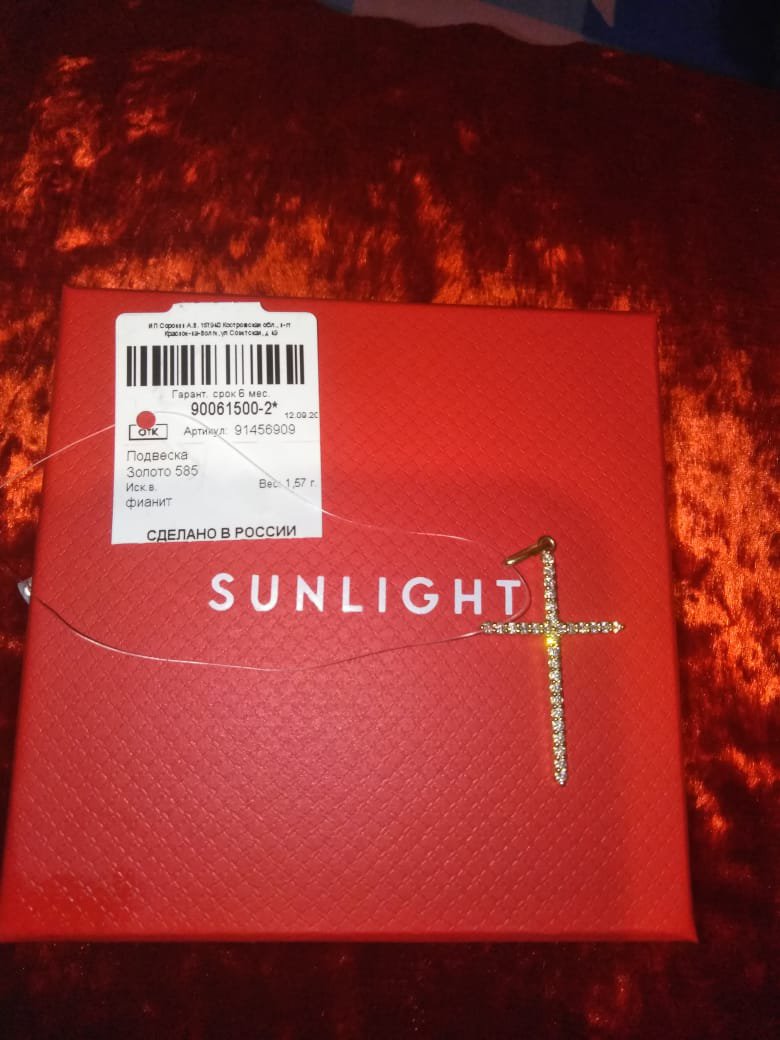 ИП Сорокин А.В. 157940 Костромская обл., п-гт
Красное-на-Волге, ул Советская, д
Гарант. срок 6 мес.
90061500-2*
12.09.20
ОТК Артикул: 91456909
Подвеска
Золото 585
Иск.в. Вес: 1,57 г.
фианит
СДЕЛАНО В РОССИИ
SUNLIGHT